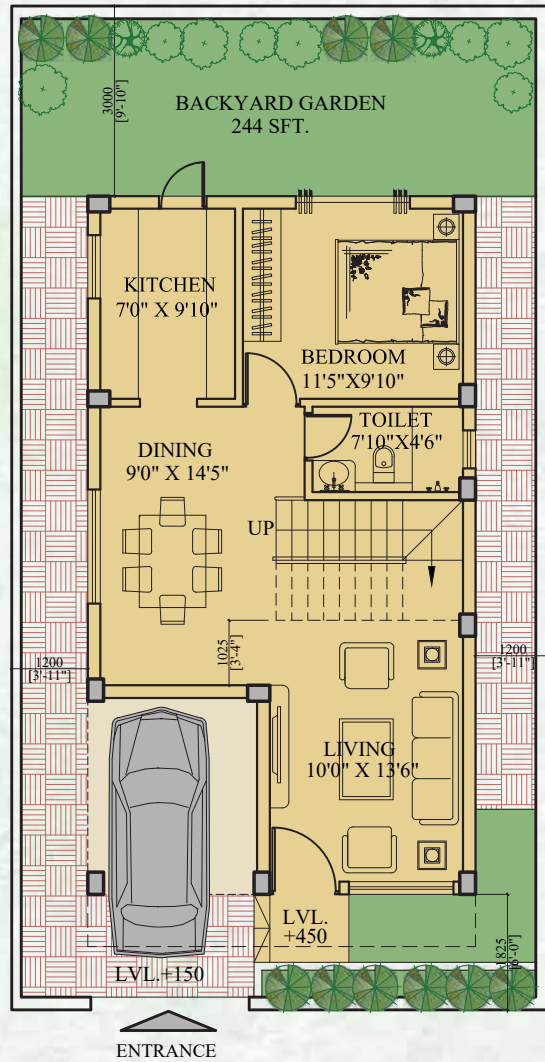 BACKYARD GARDEN
244 SFT.
3000
[9'-10"]
KITCHEN
7'0" X 9'10"
BEDROOM
11'5"X9'10"
TOILET
7'10"X4'6"
DINING
9'0" X 14'5"
UP
1025
[3'-4"]
1200
[3'-11"]
1200
[3'-11"]
LIVING
10'0" X 13'6"
LVL.
+450
1825
[6'-0"]
LVL.+150
ENTRANCE